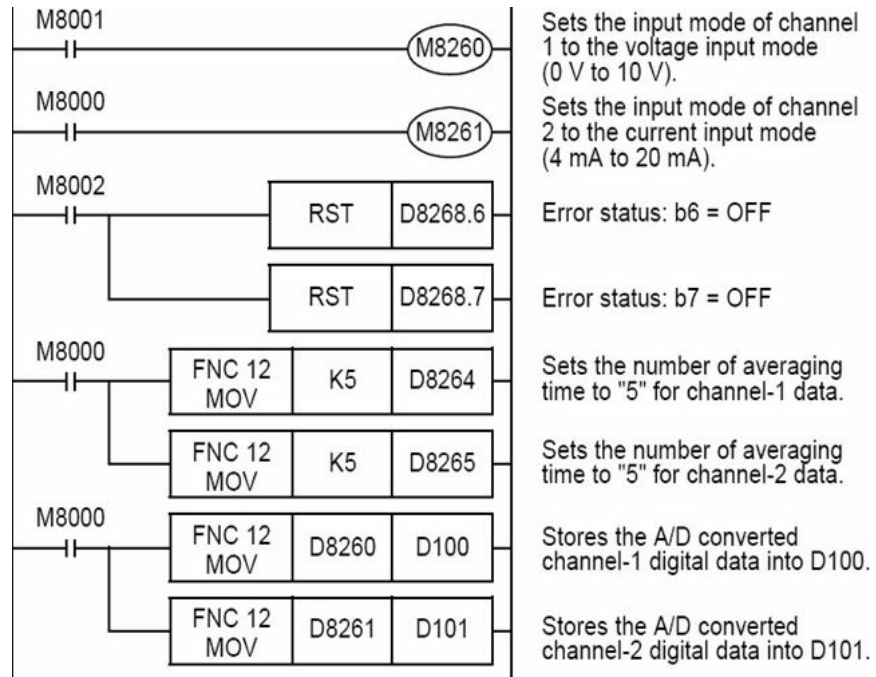 M8001
M8260
Sets the input mode of channel
1 to the voltage input mode
(0 V to 10 V).
M8000
M8261
Sets the input mode of channel
2 to the current input mode
(4 mA to 20 mA).
M8002
RST D8268.6
Error status: b6 = OFF
RST D8268.7
Error status: b7 = OFF
M8000
FNC 12
MOV
K5 D8264
Sets the number of averaging
time to "5" for channel-1 data.
FNC 12
MOV
K5 D8265
Sets the number of averaging
time to "5" for channel-2 data.
M8000
FNC 12
MOV
D8260 D100
Stores the A/D converted
channel-1 digital data into D100.
FNC 12
MOV
D8261 D101
Stores the A/D converted
channel-2 digital data into D101.